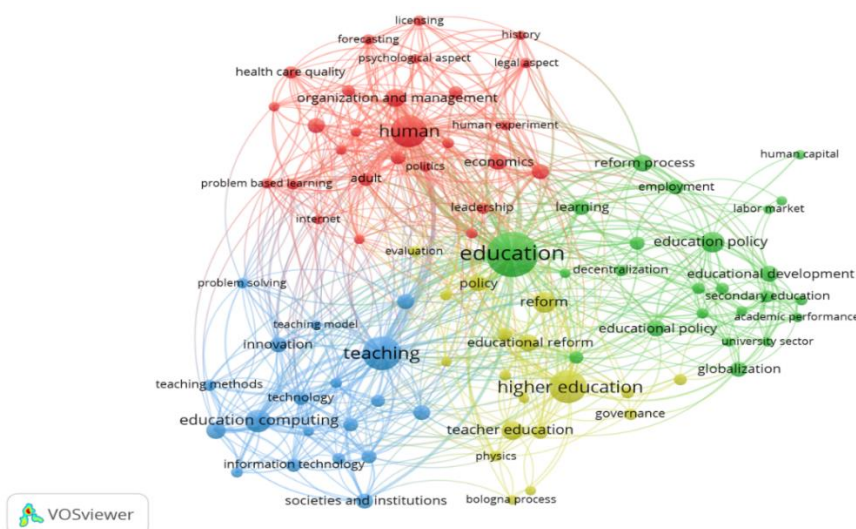 licensing
forecasting
history
psychological aspect
legal aspect
health care quality
organization and management
human
human experiment
human capital
politics
economics
reform process
problem based learning
adult
employment
internet
leadership
learning
labor market
evaluation
education
education policy
problem solving
policy
decentralization
educational development
reform
secondary education
teaching model
academic performance
innovation
teaching
educational reform
educational policy
university sector
teaching methods
higher education
globalization
technology
education computing
teacher education
governance
information technology
physics
societies and institutions
bologna process
VOSviewer